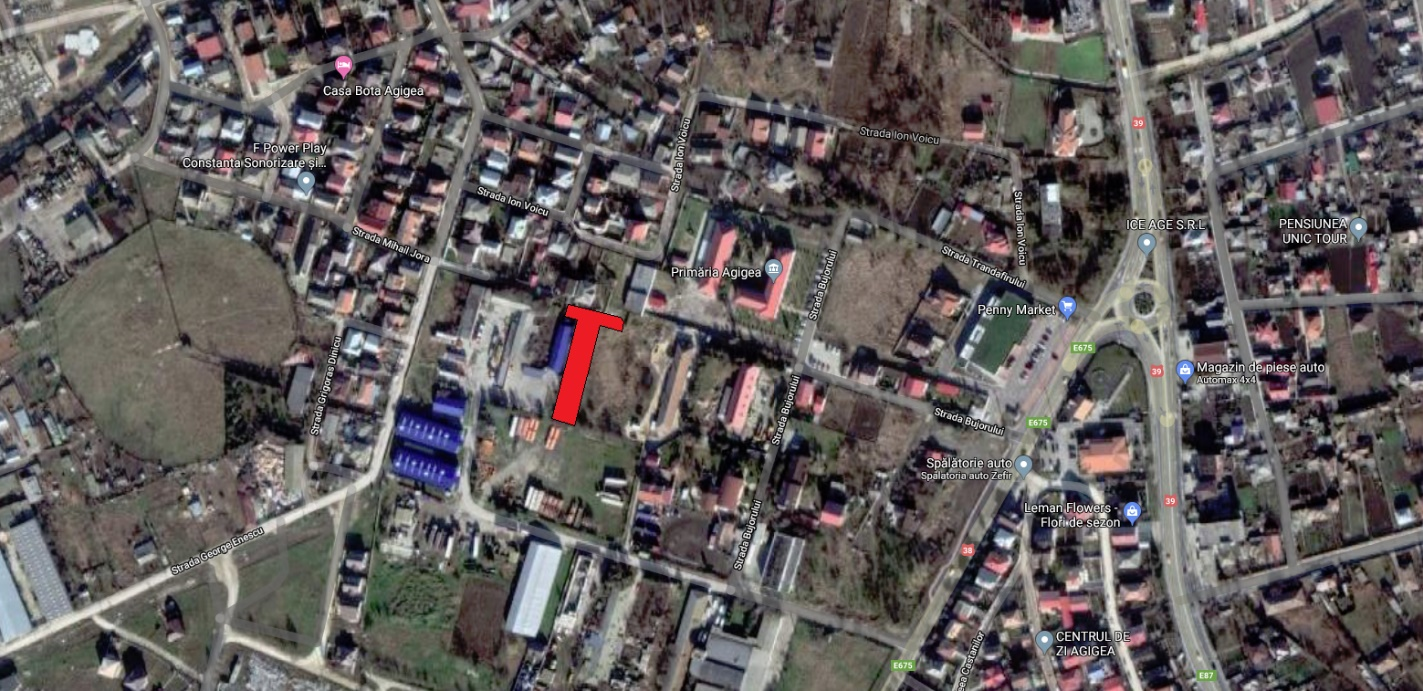 Casa Bota Agigea
F Power Play
Constanța Sonorizare și...
Strada Ion Voicu
Strada Ion Voicu
Strada Ion Voicu
Strada Ion Voicu
Strada Mihail Jora
Primăria Agigea
Strada Bujorului
Strada Trandafirului
Penny Market
39
ICE AGE S.R.L
PENSIUNEA
UNIC TOUR
E675
39
Magazin de piese auto
Automax 4x4
Strada Grigoraș Dinicu
Strada Bujorului
Strada Bujorului
E675
Spălătorie auto
Spalatoria auto Zefir
Leman Flowers -
Flori de sezon
39
Strada George Enescu
Strada Bujorului
38
CENTRUL DE
ZI AGIGEA
E675
Castanilor
E87